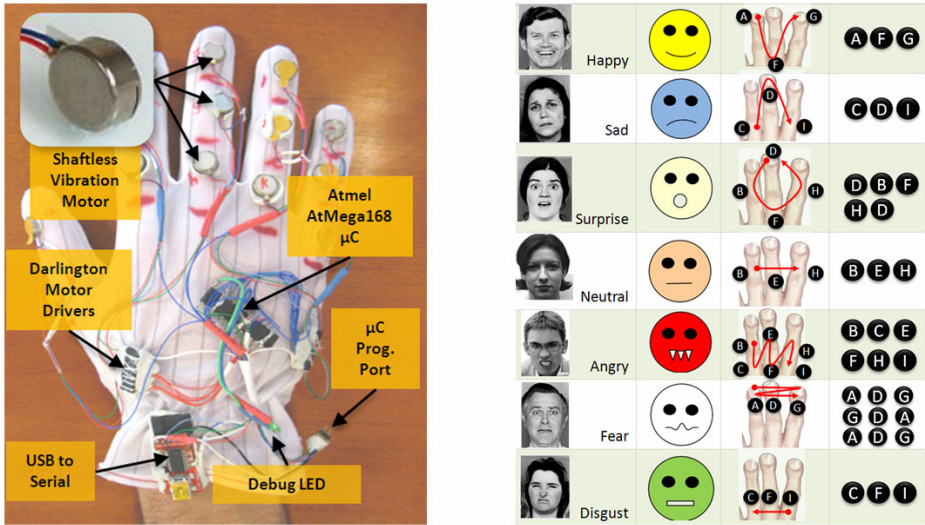 Shaftless
Vibration
Motor
Atmel
AtMega168
µC
Darlington
Motor
Drivers
µC
Prog.
Port
USB to
Serial
Debug LED
Happy
A G
F
A F G
Sad
D
C I
C D I
Surprise
D
B H
F
D B F
H D
Neutral
B H
E
B E H
Angry
E
B H
C F I
B C E
F H I
Fear
A D G
A D G
G D A
A D G
Disgust
C F I
C F I